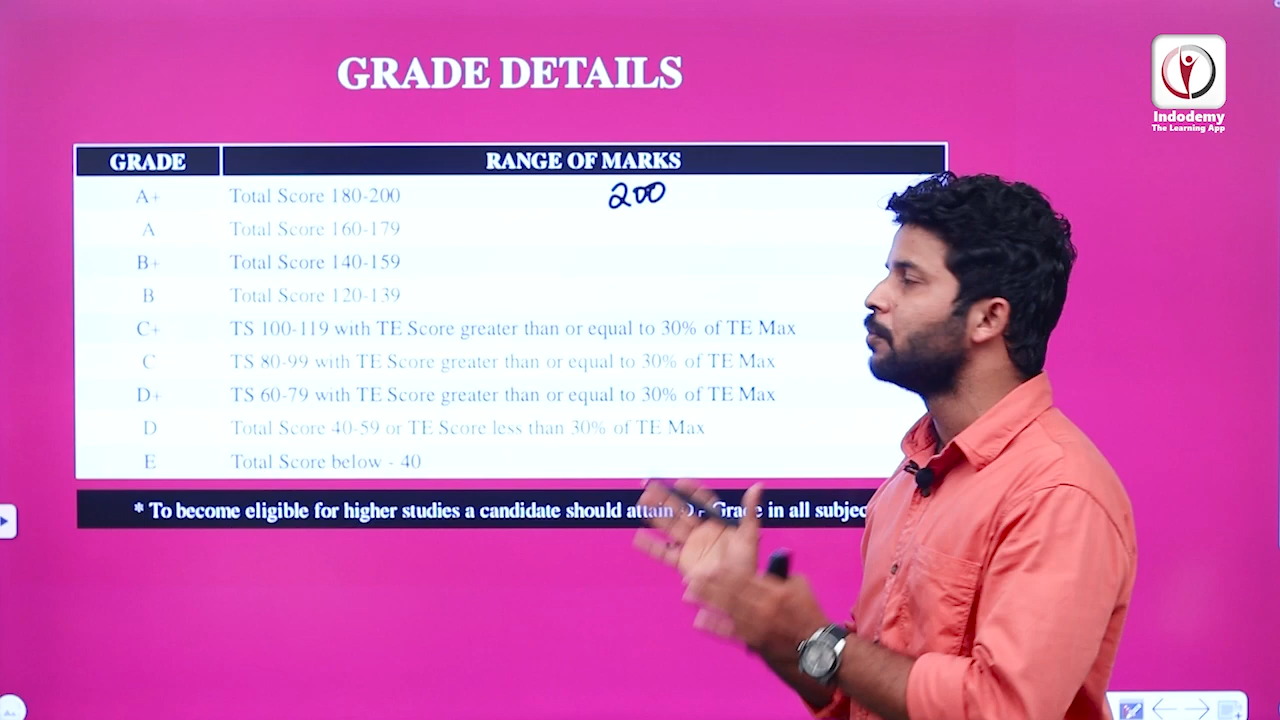 GRADE DETAILS
Indodemy
The Learning App
GRADE RANGE OF MARKS
A+ Total Score 180-200 200
A Total Score 160-179
B+ Total Score 140-159
B Total Score 120-139
C+ TS 100-119 with TE Score greater than or equal to 30% of TE Max
C TS 80-99 with TE Score greater than or equal to 30% of TE Max
D+ TS 60-79 with TE Score greater than or equal to 30% of TE Max
D Total Score 40-59 or TE Score less than 30% of TE Max
E Total Score below - 40
* To become eligible for higher studies a candidate should attain Grade in all